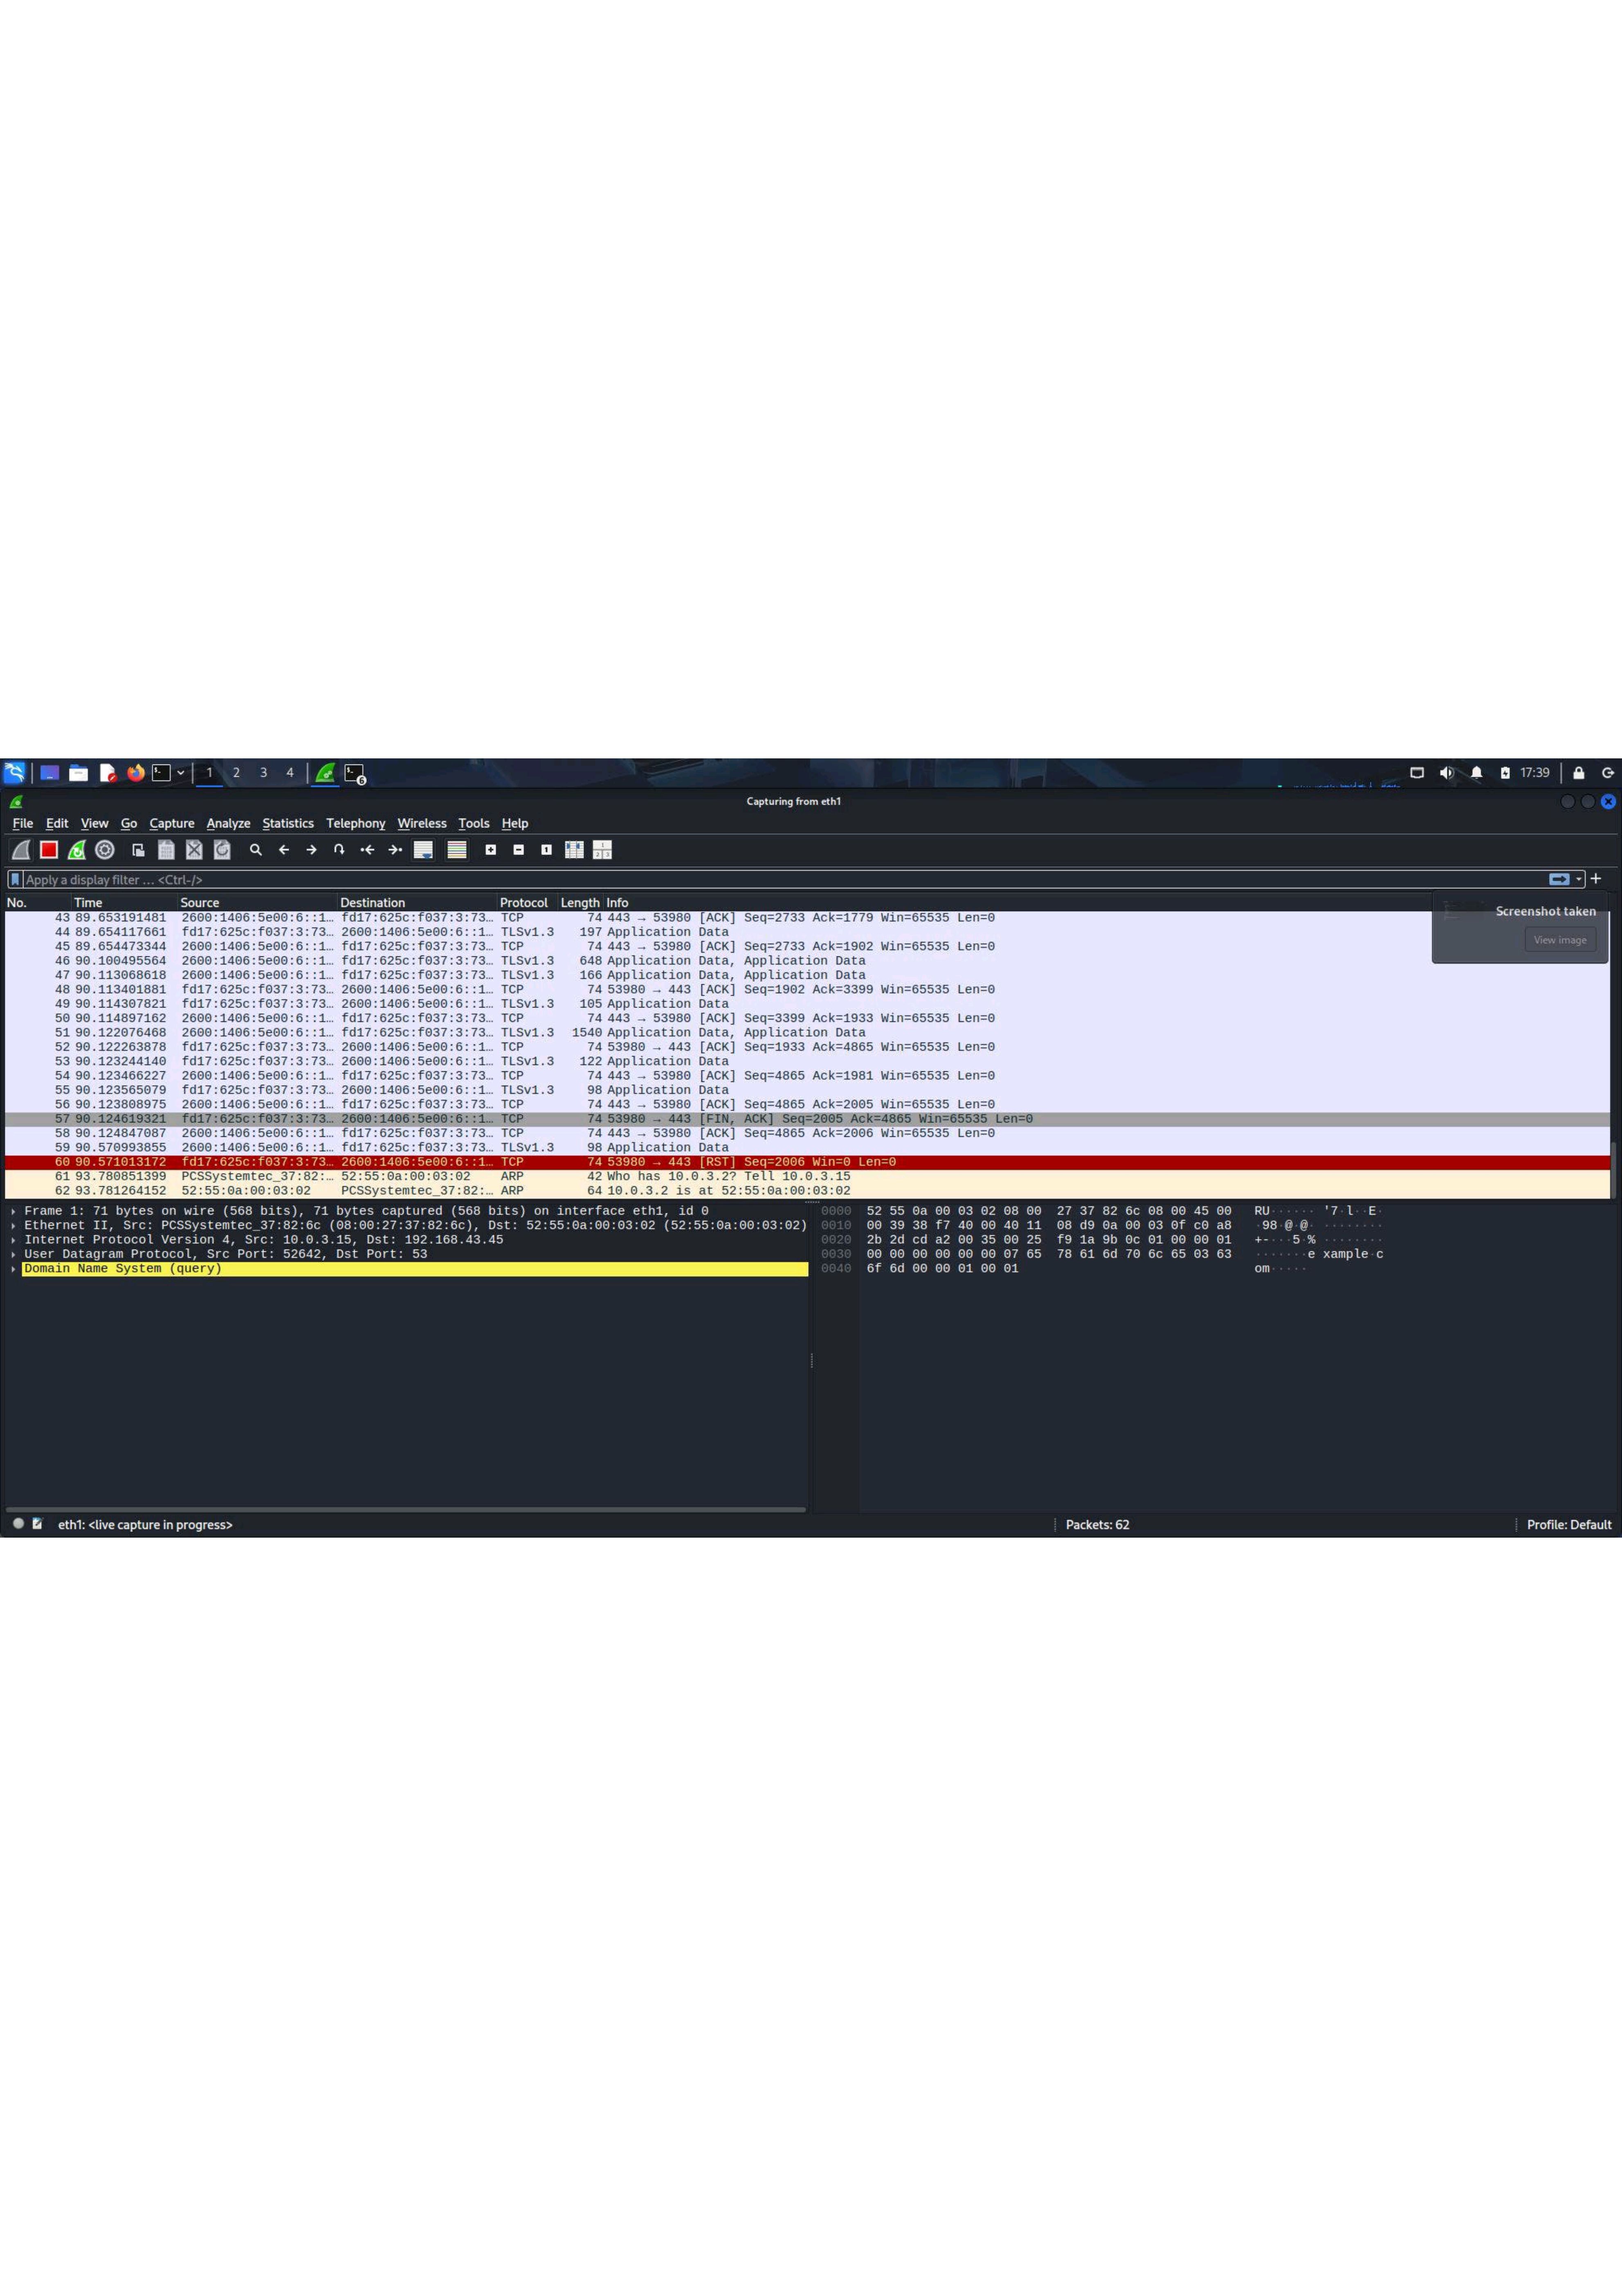 1 2 3 4 6 17:39
Capturing from eth1
File Edit View Go Capture Analyze Statistics Telephony Wireless Tools Help
Apply a display filter ... <Ctrl-/>
No. Time Source Destination Protocol Length Info
Screenshot taken
View image
43 89.653191481 2600:1406:5e00:6::1… fd17:625c:f037:3:73… TCP 74 443 → 53980 [ACK] Seq=2733 Ack=1779 Win=65535 Len=0
44 89.654117661 fd17:625c:f037:3:73… 2600:1406:5e00:6::1… TLSv1.3 197 Application Data
45 89.654473344 2600:1406:5e00:6::1… fd17:625c:f037:3:73… TCP 74 443 → 53980 [ACK] Seq=2733 Ack=1902 Win=65535 Len=0
46 90.100495564 2600:1406:5e00:6::1… fd17:625c:f037:3:73… TLSv1.3 648 Application Data, Application Data
47 90.113068618 2600:1406:5e00:6::1… fd17:625c:f037:3:73… TLSv1.3 166 Application Data, Application Data
48 90.113401881 fd17:625c:f037:3:73… 2600:1406:5e00:6::1… TCP 74 53980 → 443 [ACK] Seq=1902 Ack=3399 Win=65535 Len=0
49 90.114307821 fd17:625c:f037:3:73… 2600:1406:5e00:6::1… TLSv1.3 105 Application Data
50 90.114897162 2600:1406:5e00:6::1… fd17:625c:f037:3:73… TCP 74 443 → 53980 [ACK] Seq=3399 Ack=1933 Win=65535 Len=0
51 90.122076468 2600:1406:5e00:6::1… fd17:625c:f037:3:73… TLSv1.3 1540 Application Data, Application Data
52 90.122263878 fd17:625c:f037:3:73… 2600:1406:5e00:6::1… TCP 74 53980 → 443 [ACK] Seq=1933 Ack=4865 Win=65535 Len=0
53 90.123244140 fd17:625c:f037:3:73… 2600:1406:5e00:6::1… TLSv1.3 122 Application Data
54 90.123466227 2600:1406:5e00:6::1… fd17:625c:f037:3:73… TCP 74 443 → 53980 [ACK] Seq=4865 Ack=1981 Win=65535 Len=0
55 90.123565079 fd17:625c:f037:3:73… 2600:1406:5e00:6::1… TLSv1.3 98 Application Data
56 90.123808975 2600:1406:5e00:6::1… fd17:625c:f037:3:73… TCP 74 443 → 53980 [ACK] Seq=4865 Ack=2005 Win=65535 Len=0
57 90.124619321 fd17:625c:f037:3:73… 2600:1406:5e00:6::1… TCP 74 53980 → 443 [FIN, ACK] Seq=2005 Ack=4865 Win=65535 Len=0
58 90.124847087 2600:1406:5e00:6::1… fd17:625c:f037:3:73… TCP 74 443 → 53980 [ACK] Seq=4865 Ack=2006 Win=65535 Len=0
59 90.570993855 2600:1406:5e00:6::1… fd17:625c:f037:3:73… TLSv1.3 98 Application Data
60 90.571013172 fd17:625c:f037:3:73… 2600:1406:5e00:6::1… TCP 74 53980 → 443 [RST] Seq=2006 Win=0 Len=0
61 93.780851399 PCSSystemtec_37:82:… 52:55:0a:00:03:02 ARP 42 Who has 10.0.3.2? Tell 10.0.3.15
62 93.781264152 52:55:0a:00:03:02 PCSSystemtec_37:82:… ARP 64 10.0.3.2 is at 52:55:0a:00:03:02
Frame 1: 71 bytes on wire (568 bits), 71 bytes captured (568 bits) on interface eth1, id 0
Ethernet II, Src: PCSSystemtec_37:82:6c (08:00:27:37:82:6c), Dst: 52:55:0a:00:03:02 (52:55:0a:00:03:02)
Internet Protocol Version 4, Src: 10.0.3.15, Dst: 192.168.43.45
User Datagram Protocol, Src Port: 52642, Dst Port: 53
Domain Name System (query)
0000 52 55 0a 00 03 02 08 00 27 37 82 6c 08 00 45 00 RU······ '7·l··E·
0010 00 39 38 f7 40 00 40 11 08 d9 0a 00 03 0f c0 a8 ·98·@·@· ········
0020 2b 2d cd a2 00 35 00 25 f9 1a 9b 0c 01 00 00 01 +-···5·% ········
0030 00 00 00 00 00 00 07 65 78 61 6d 70 6c 65 03 63 ·······e xample·c
0040 6f 6d 00 00 01 00 01 om·····
eth1: <live capture in progress> Packets: 62 Profile: Default